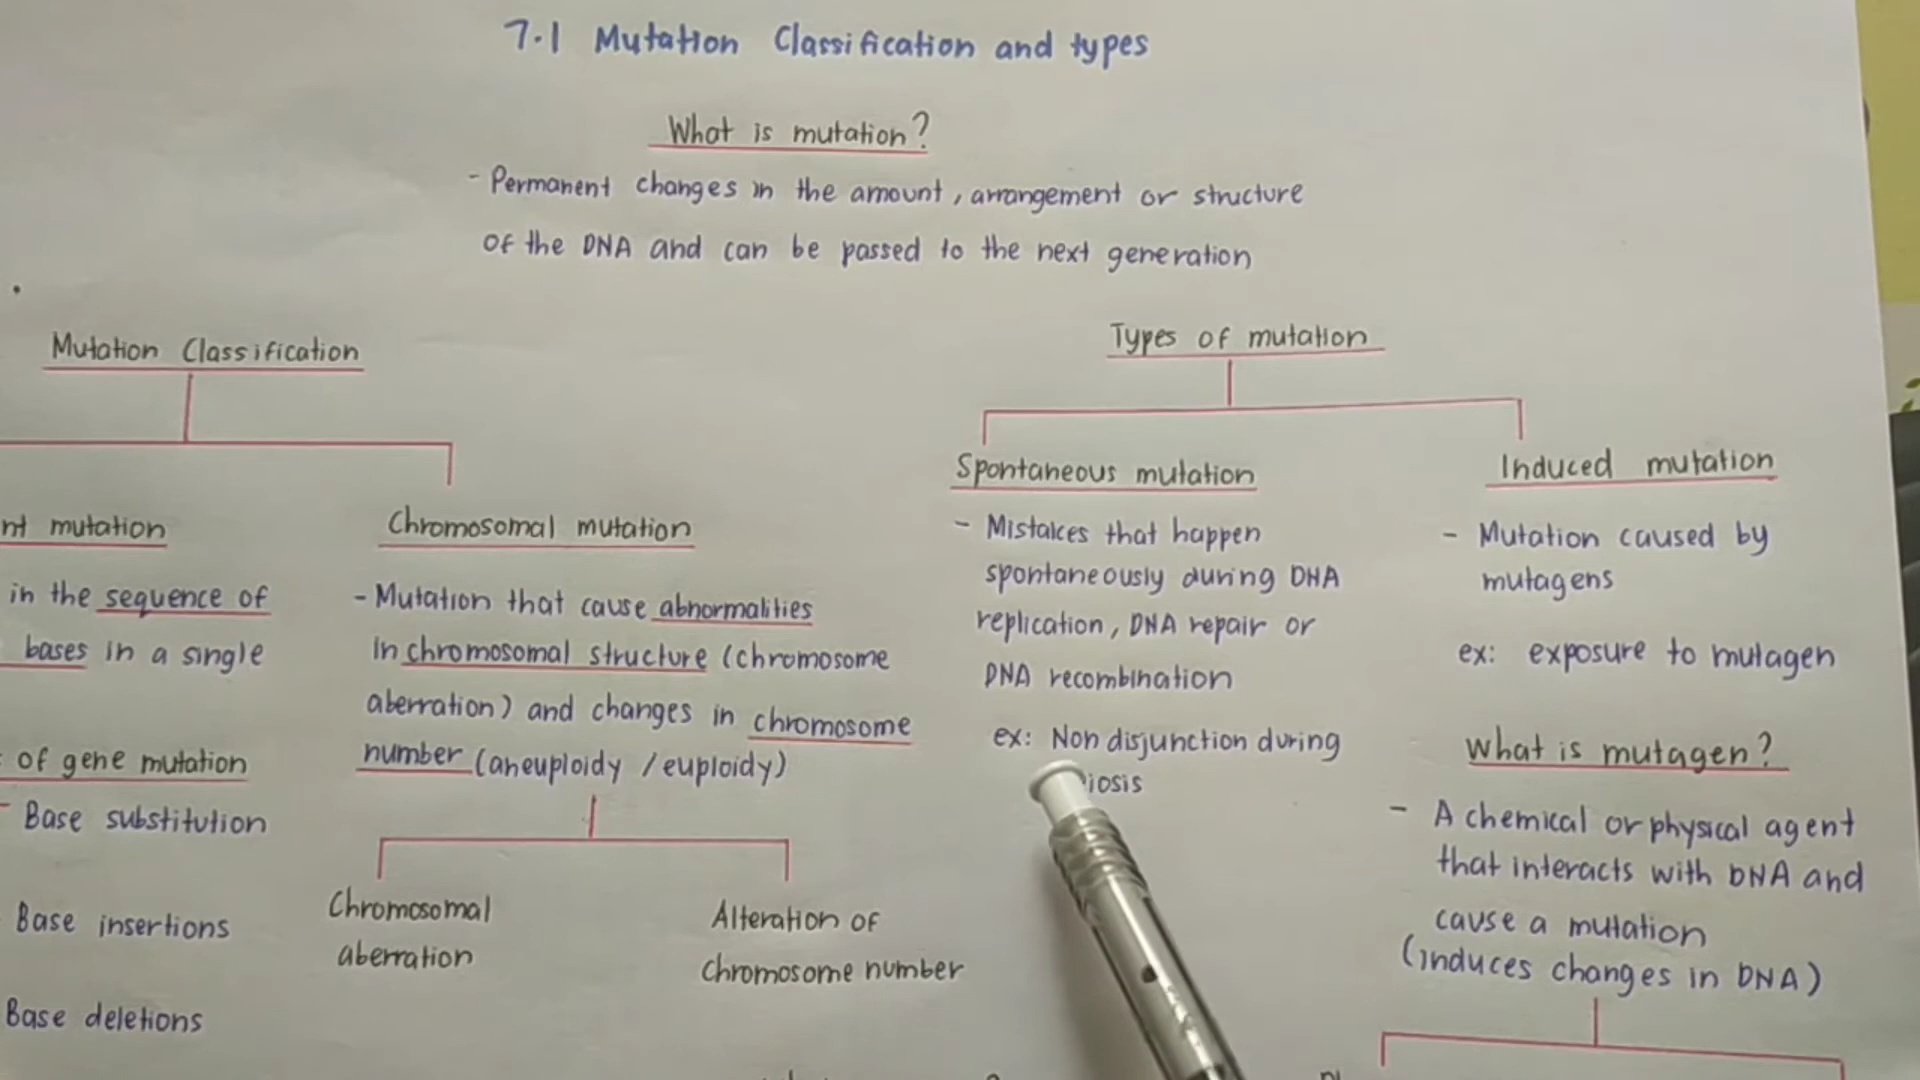 7.1 Mutation Classification and types
What is mutation?
- Permanent changes in the amount, arrangement or structure
of the DNA and can be passed to the next generation
Mutation Classification
nt mutation
in the sequence of
bases in a single
of gene mutation
- Base substitution
Base insertions
Base deletions
Chromosomal mutation
- Mutation that cause abnormalities
in chromosomal structure (chromosome
aberration) and changes in chromosome
number (aneuploidy / euploidy)
Chromosomal
aberration
Alteration of
chromosome number
Types of mutation
Spontaneous mutation
- Mistakes that happen
spontaneously during DNA
replication, DNA repair or
DNA recombination
ex: Non disjunction during
iosis
Induced mutation
- Mutation caused by
mutagens
ex: exposure to mutagen
What is mutagen?
- A chemical or physical agent
that interacts with DNA and
cause a mutation
(induces changes in DNA)